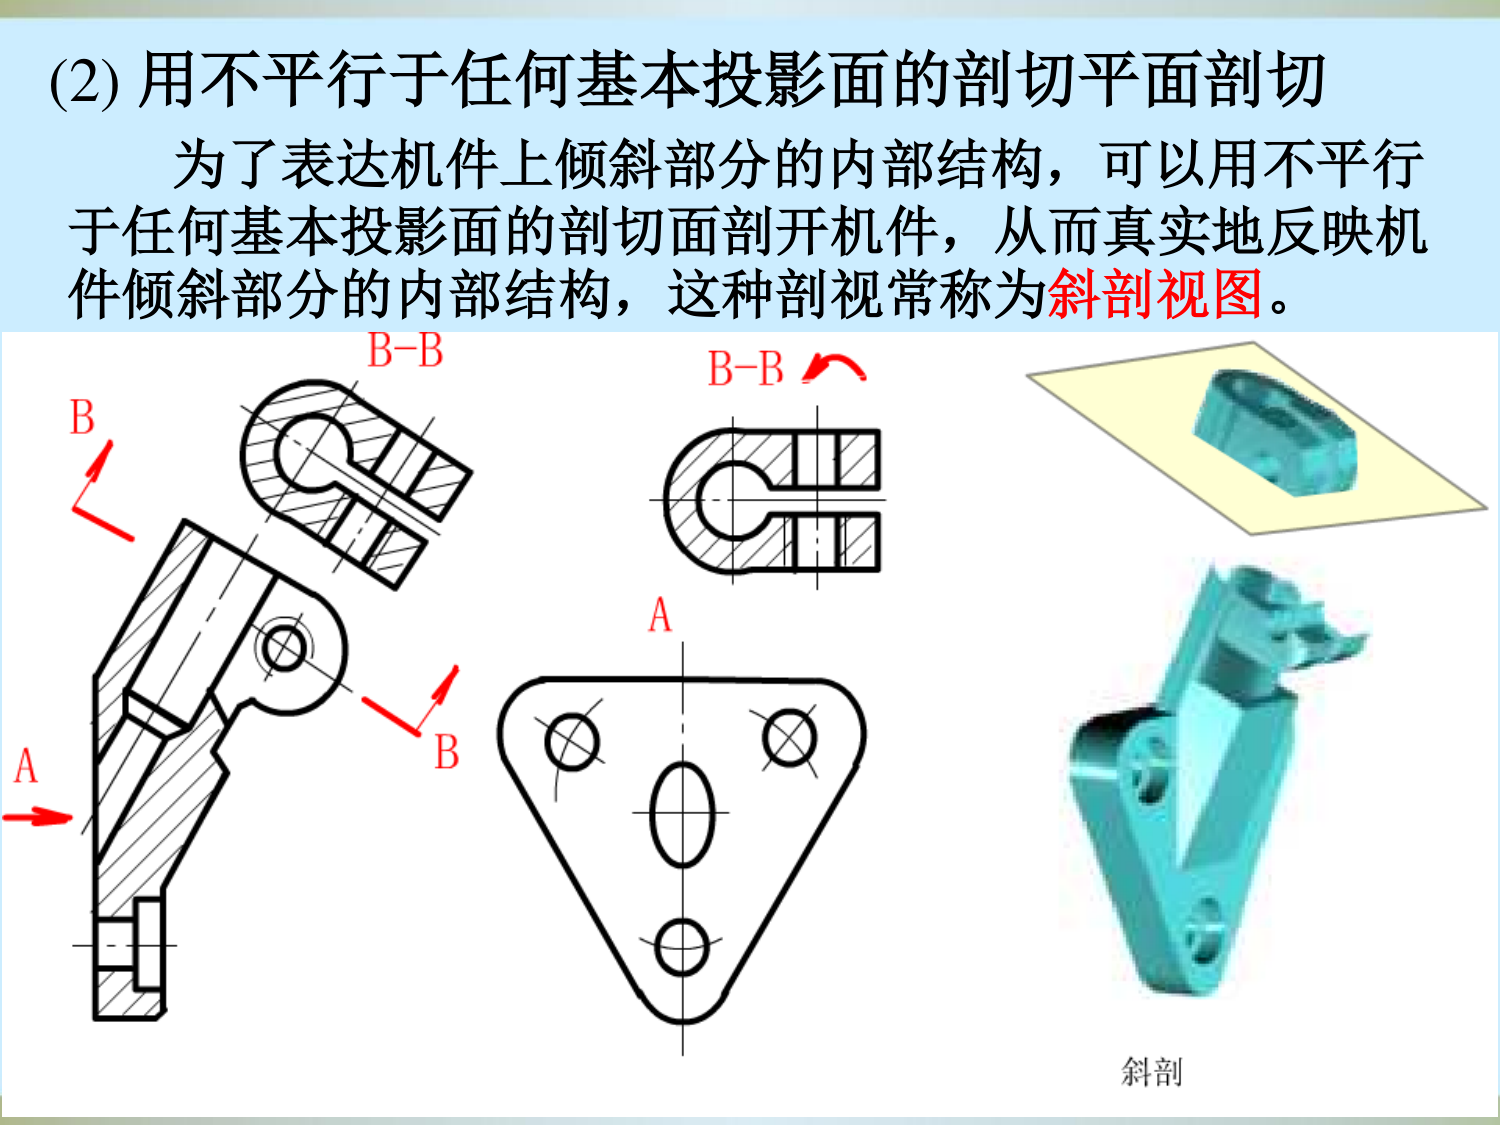 (2) 用不平行于任何基本投影面的剖切平面剖切
为了表达机件上倾斜部分的内部结构，可以用不平行
于任何基本投影面的剖切面剖开机件，从而真实地反映机
件倾斜部分的内部结构，这种剖视常称为斜剖视图。
B-B
B-B
B
A
B
A
斜剖